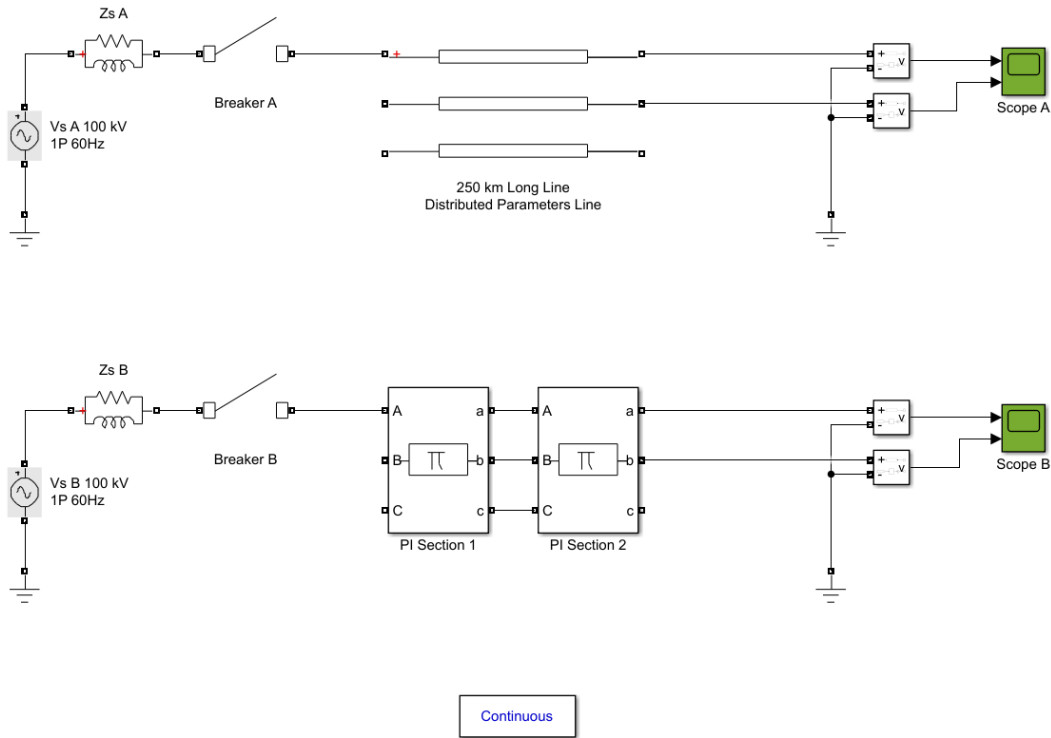 Zs A
Breaker A
Vs A 100 kV
1P 60Hz
250 km Long Line
Distributed Parameters Line
+
-
v
+
-
v
Scope A
Zs B
Breaker B
Vs B 100 kV
1P 60Hz
A
a
A
a
B
π
b
B
π
b
C
c
C
c
PI Section 1
PI Section 2
+
-
v
+
-
v
Scope B
Continuous